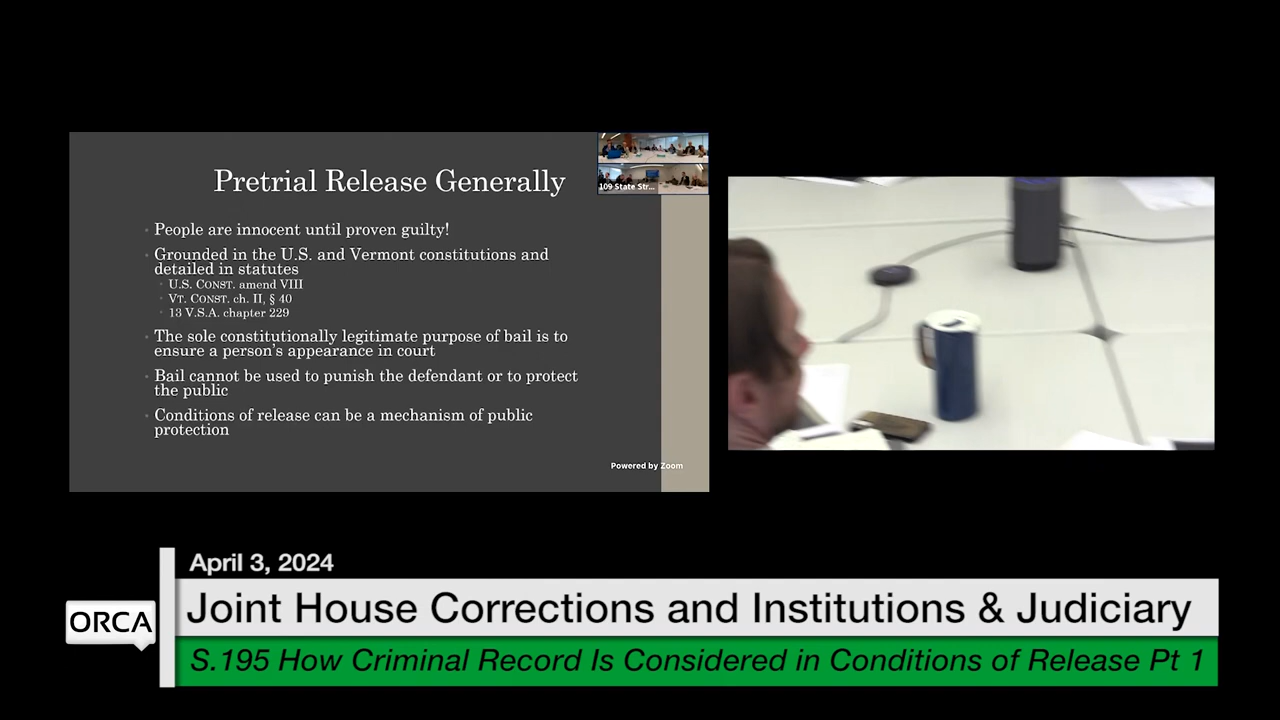 Pretrial Release Generally
109 State Str...
People are innocent until proven guilty!
Grounded in the U.S. and Vermont constitutions and
detailed in statutes
U.S. CONST. amend VIII
VT. CONST. ch. II, § 40
13 V.S.A. chapter 229
The sole constitutionally legitimate purpose of bail is to
ensure a person's appearance in court
Bail cannot be used to punish the defendant or to protect
the public
Conditions of release can be a mechanism of public
protection
Powered by Zoom
April 3, 2024
ORCA
Joint House Corrections and Institutions & Judiciary
S.195 How Criminal Record Is Considered in Conditions of Release Pt 1